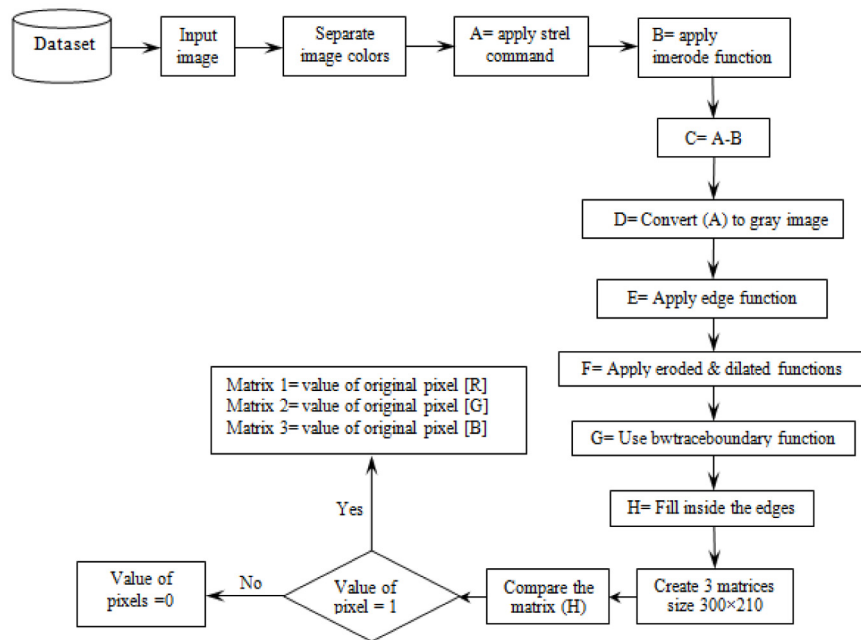 Dataset
Input
image
Separate
image colors
A= apply strel
command
B= apply
imerode function
C= A-B
D= Convert (A) to gray image
E= Apply edge function
F= Apply eroded & dilated functions
G= Use bwtraceboundary function
H= Fill inside the edges
Create 3 matrices
size 300×210
Compare the
matrix (H)
Value of
pixel = 1
Yes
Matrix 1= value of original pixel [R]
Matrix 2= value of original pixel [G]
Matrix 3= value of original pixel [B]
No
Value of
pixels =0